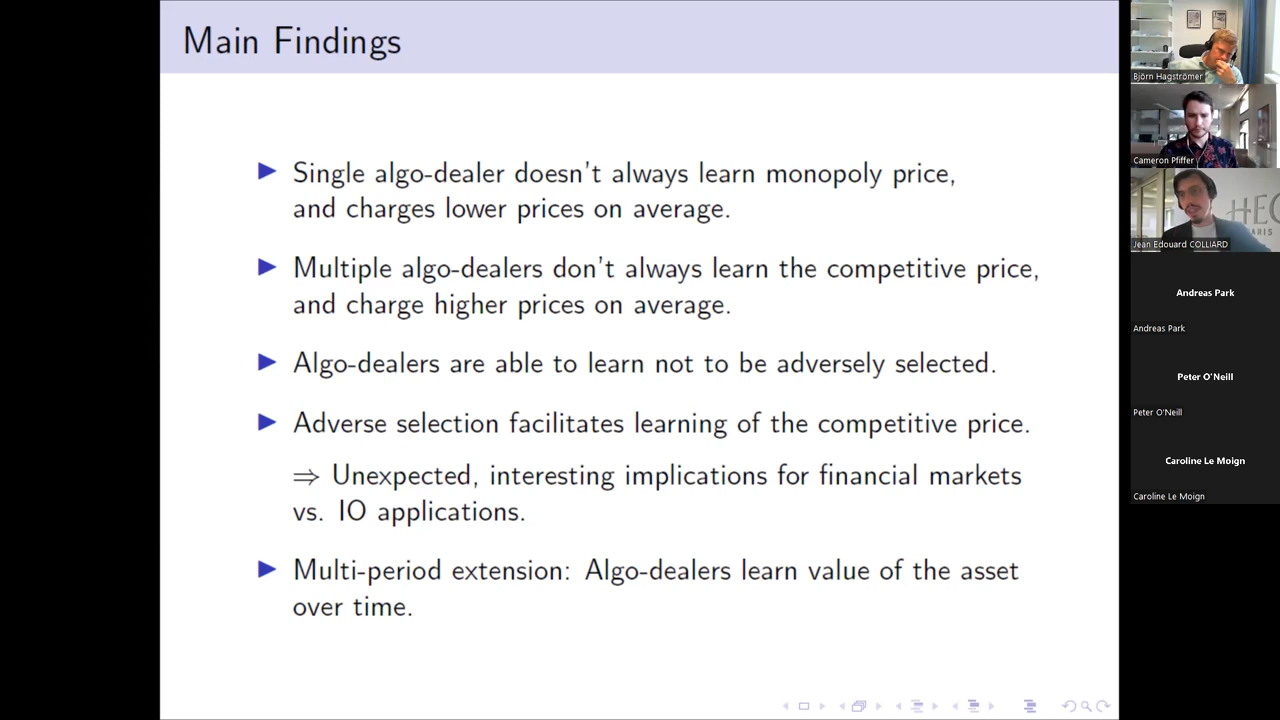 Main Findings
Single algo-dealer doesn't always learn monopoly price,
and charges lower prices on average.
Multiple algo-dealers don't always learn the competitive price,
and charge higher prices on average.
Algo-dealers are able to learn not to be adversely selected.
Adverse selection facilitates learning of the competitive price.
⇒ Unexpected, interesting implications for financial markets
vs. IO applications.
Multi-period extension: Algo-dealers learn value of the asset
over time.
Björn Hagströmer
Cameron Pfiffer
HEC
PARIS
Jean Edouard COLLIARD
Andreas Park
Andreas Park
Peter O'Neill
Peter O'Neill
Caroline Le Moign
Caroline Le Moign